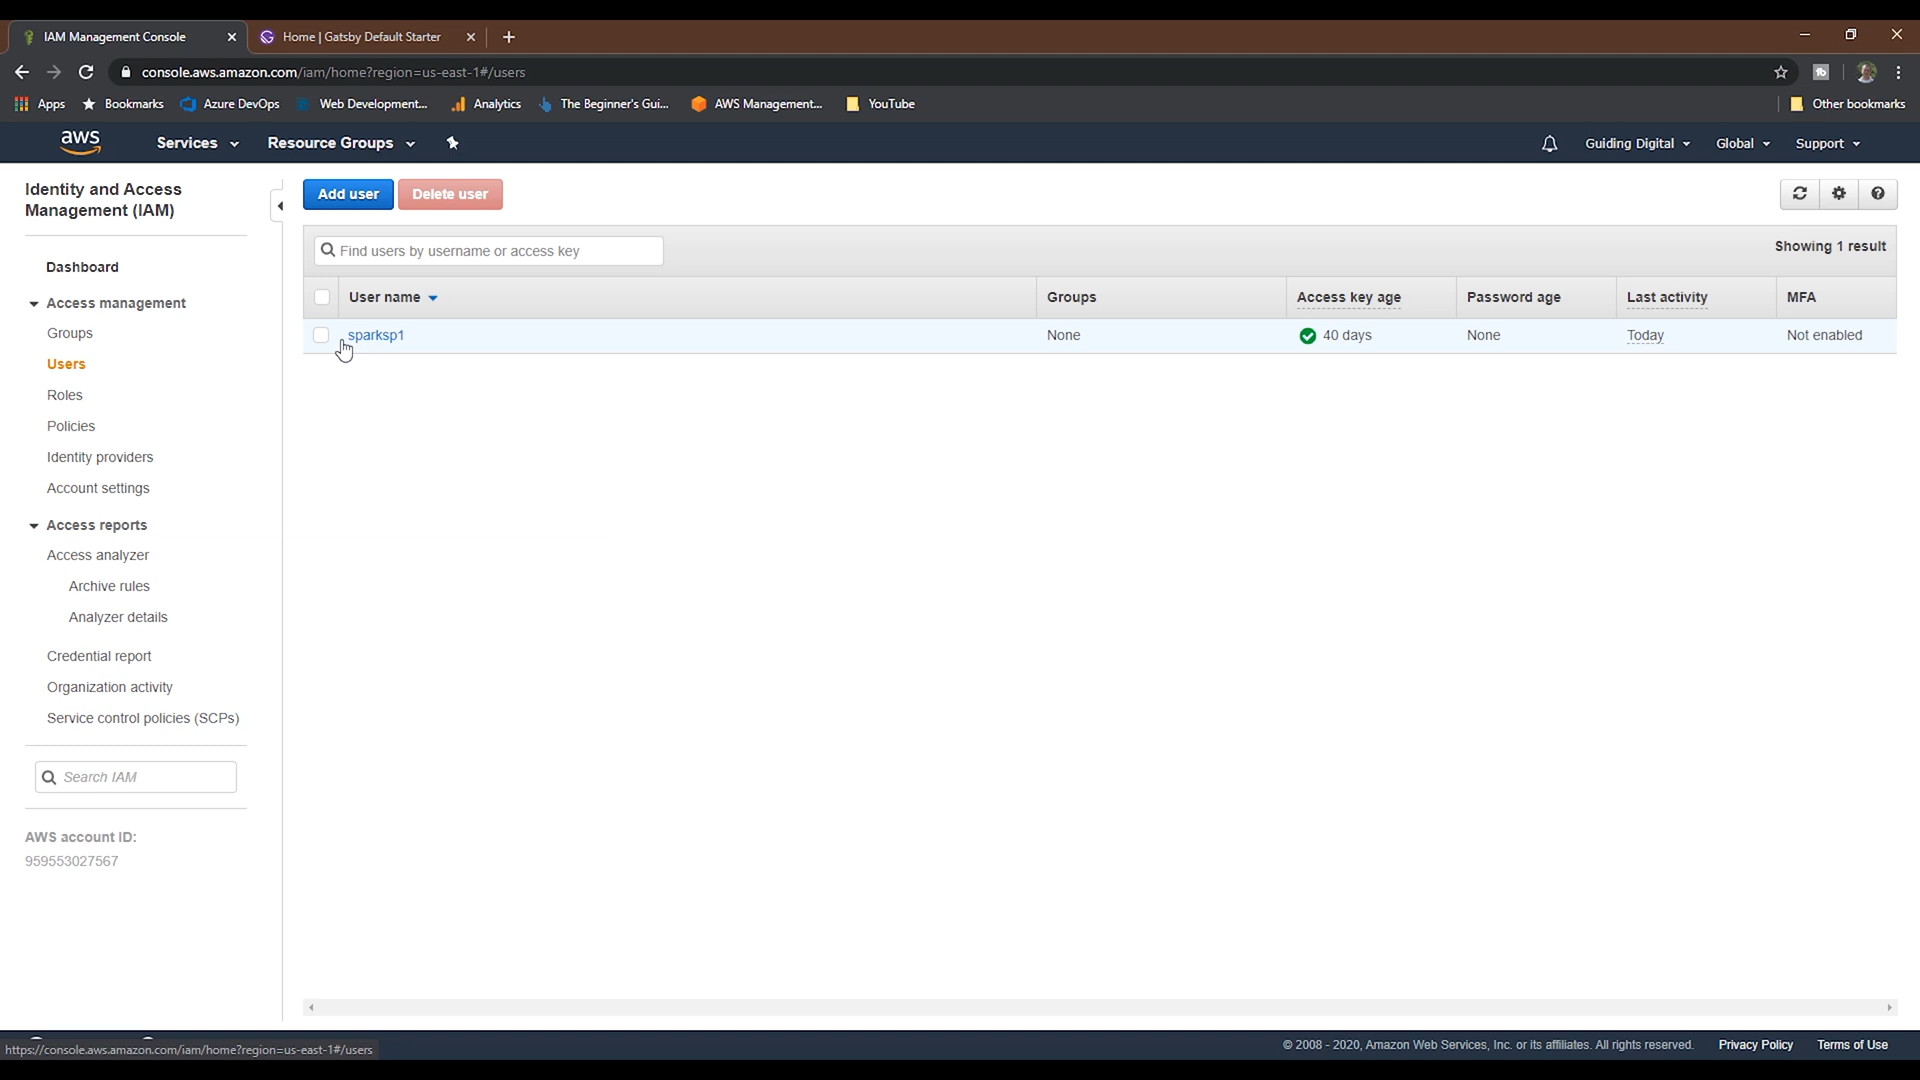 IAM Management Console
Home | Gatsby Default Starter
console.aws.amazon.com/iam/home?region=us-east-1#/users
Apps
Bookmarks
Azure DevOps
Web Development...
Analytics
The Beginner's Gui...
AWS Management...
YouTube
Other bookmarks
aws
Services
Resource Groups
Guiding Digital
Global
Support
Identity and Access
Management (IAM)
Dashboard
Access management
Groups
Users
Roles
Policies
Identity providers
Account settings
Access reports
Access analyzer
Archive rules
Analyzer details
Credential report
Organization activity
Service control policies (SCPs)
Search IAM
AWS account ID:
959553027567
Add user
Delete user
Find users by username or access key
Showing 1 result
User name
Groups
Access key age
Password age
Last activity
MFA
sparksp1
None
40 days
None
Today
Not enabled
https://console.aws.amazon.com/iam/home?region=us-east-1#/users
© 2008 - 2020, Amazon Web Services, Inc. or its affiliates. All rights reserved.
Privacy Policy
Terms of Use